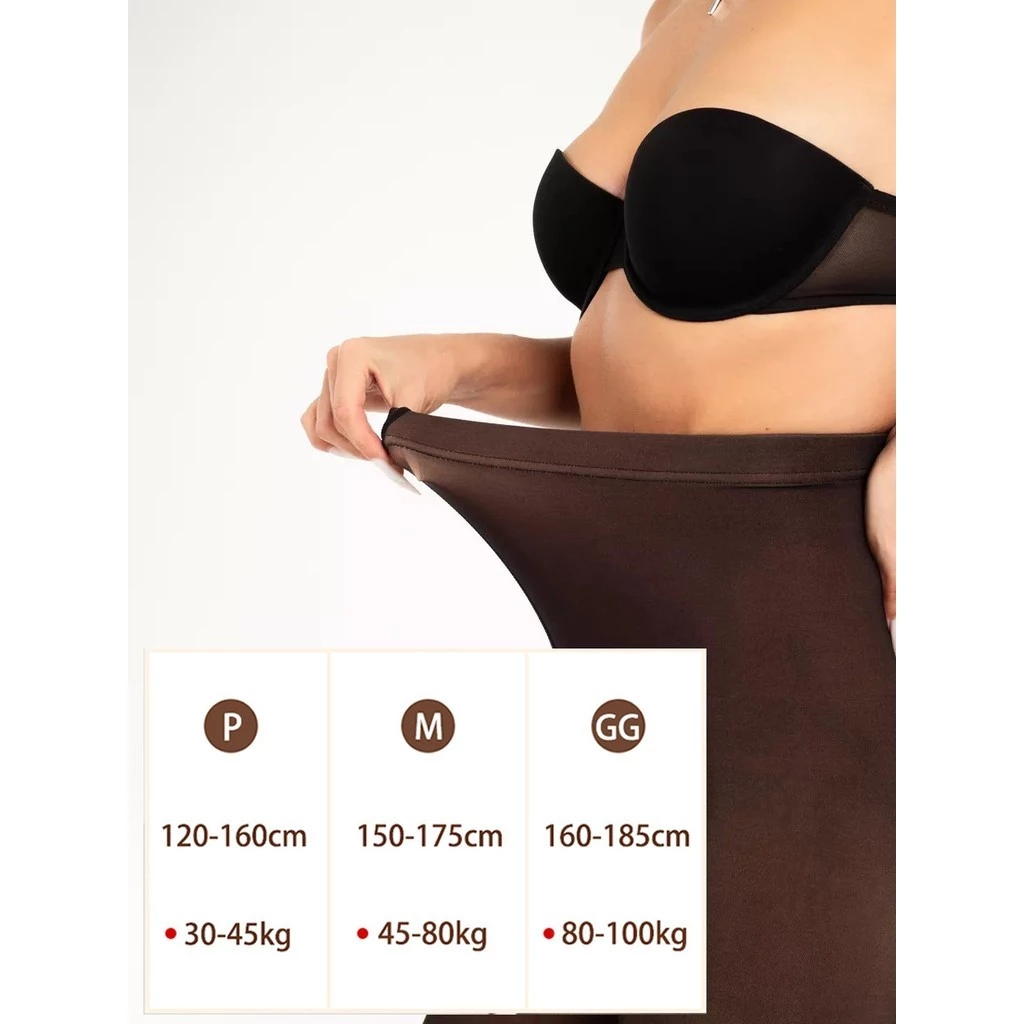 P M GG
120-160cm 150-175cm 160-185cm
• 30-45kg • 45-80kg • 80-100kg